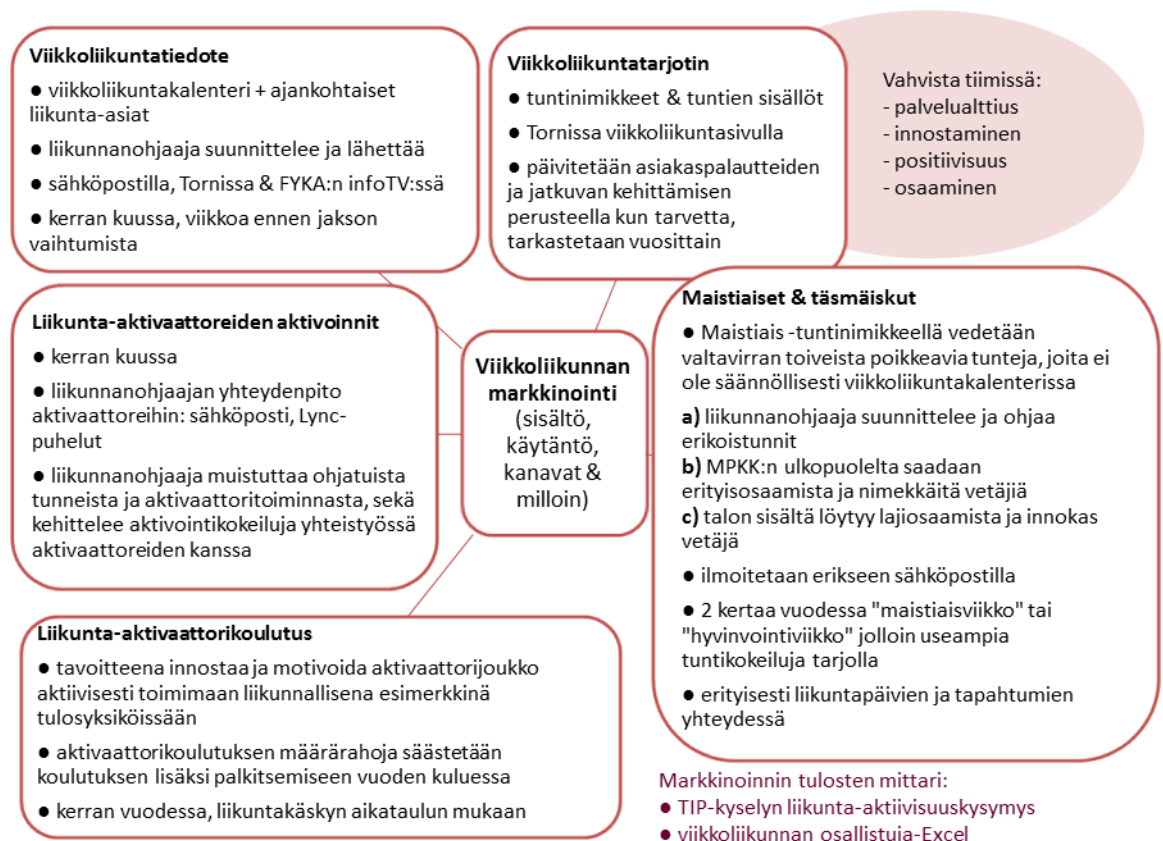 Viikkoliikuntatiedote
● viikkoliikuntakalenteri + ajankohtaiset
liikunta-asiat
● liikunnanohjaaja suunnittelee ja lähettää
● sähköpostilla, Tornissa & FYKA:n infoTV:ssä
● kerran kuussa, viikkoa ennen jakson
vaihtumista
Viikkoliikuntatarjotin
● tuntinimikkeet & tuntien sisällöt
● Tornissa viikkoliikuntasivulla
● päivitetään asiakaspalautteiden
ja jatkuvan kehittämisen
perusteella kun tarvetta,
tarkastetaan vuosittain
Vahvista tiimissä:
- palvelualttius
- innostaminen
- positiivisuus
- osaaminen
Liikunta-aktivaattoreiden aktivoinnit
● kerran kuussa
● liikunnanohjaajan yhteydenpito
aktivaattoreihin: sähköposti, Lync-
puhelut
● liikunnanohjaaja muistuttaa ohjatuista
tunneista ja aktivaattoritoiminnasta, sekä
kehittelee aktivointikokeiluja yhteistyössä
aktivaattoreiden kanssa
Viikkoliikunnan
markkinointi
(sisältö,
käytäntö,
kanavat &
milloin)
Maistiaiset & täsmäiskut
● Maistiais -tuntinimikkeellä vedetään
valtavirran toiveista poikkeavia tunteja, joita ei
ole säännöllisesti viikkoliikuntakalenterissa
a) liikunnanohjaaja suunnittelee ja ohjaa
erikoistunnit
b) MPKK:n ulkopuolelta saadaan
erityisosaamista ja nimekkäitä vetäjiä
c) talon sisältä löytyy lajiosaamista ja innokas
vetäjä
● ilmoitetaan erikseen sähköpostilla
● 2 kertaa vuodessa "maistiaisviikko" tai
"hyvinvointiviikko" jolloin useampia
tuntikokeiluja tarjolla
● erityisesti liikuntapäivien ja tapahtumien
yhteydessä
Liikunta-aktivaattorikoulutus
● tavoitteena innostaa ja motivoida aktivaattorijoukko
aktiivisesti toimimaan liikunnallisena esimerkkinä
tulosyksiköissään
● aktivaattorikoulutuksen määrärahoja säästetään
koulutuksen lisäksi palkitsemiseen vuoden kuluessa
● kerran vuodessa, liikuntakäskyn aikataulun mukaan
Markkinoinnin tulosten mittari:
● TIP-kyselyn liikunta-aktiivisuuskysymys
● viikkoliikunnan osallistuja-Excel